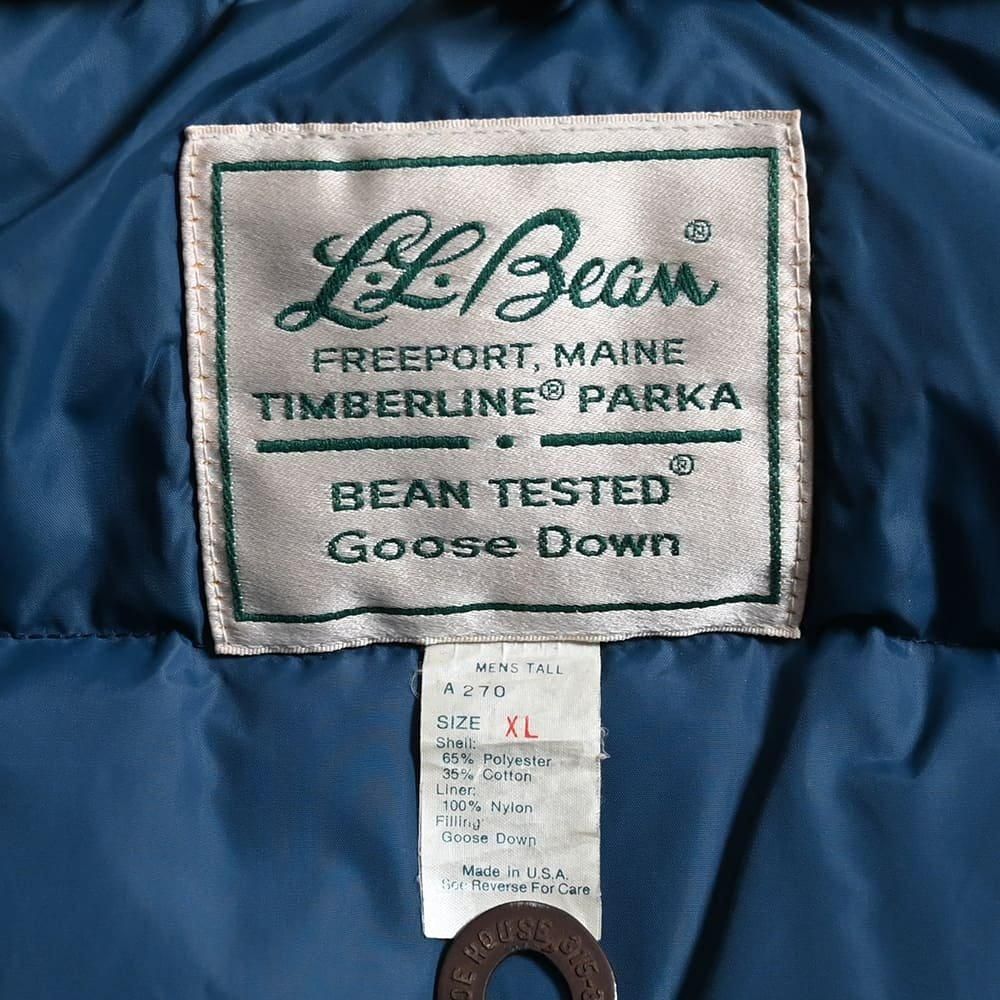 L.L.Bean®
FREEPORT, MAINE
TIMBERLINE® PARKA
BEAN TESTED®
Goose Down
MENS TALL
A 270
SIZE XL
Shell:
65% Polyester
35% Cotton
Liner:
100% Nylon
Filling:
Goose Down
Made in U.S.A.
See Reverse For Care
HOUSE,